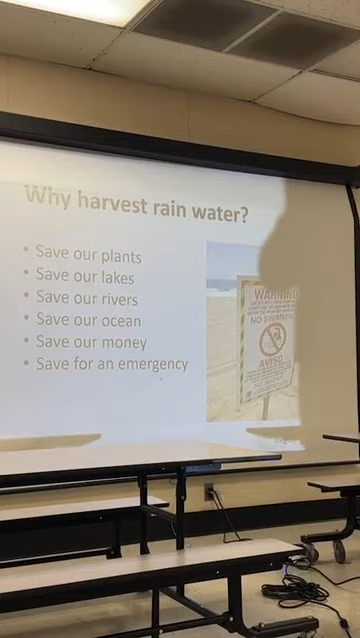 Why harvest rain water?
• Save our plants
• Save our lakes
• Save our rivers
• Save our ocean
• Save our money
• Save for an emergency
WARNING
NO SWIMMING
AVISO